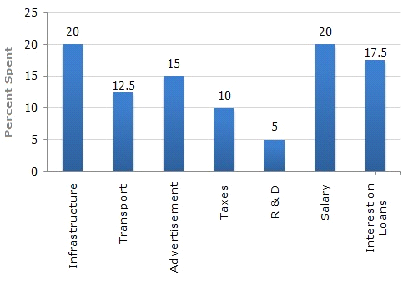 Percent Spent
25
20
15
10
5
0
20
12.5
15
10
5
20
17.5
Infrastructure
Transport
Advertisement
Taxes
R & D
Salary
Interest on
Loans